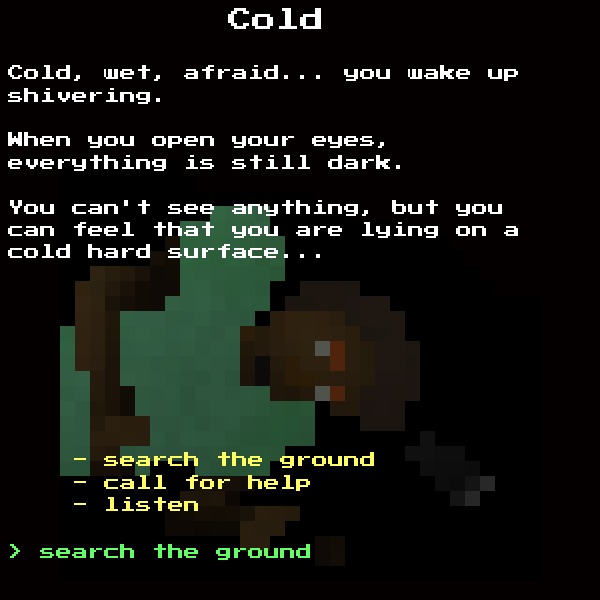 Cold
Cold, wet, afraid... you wake up
shivering.
When you open your eyes,
everything is still dark.
You can't see anything, but you
can feel that you are lying on a
cold hard surface...
- search the ground
- call for help
- listen
> search the ground